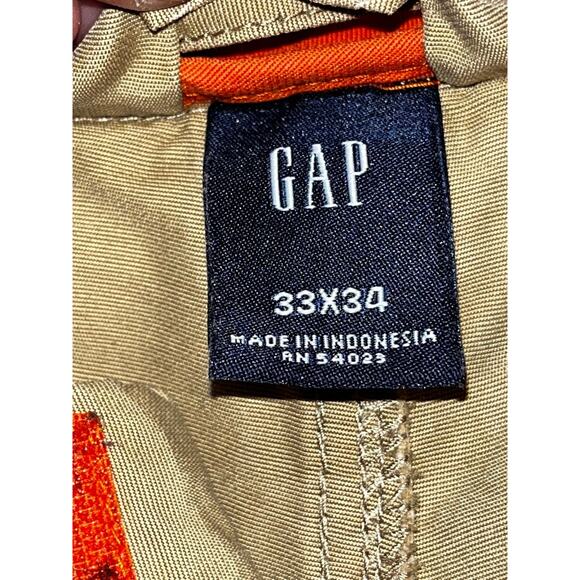 GAP
33X34
MADE IN INDONESIA
RN 54023